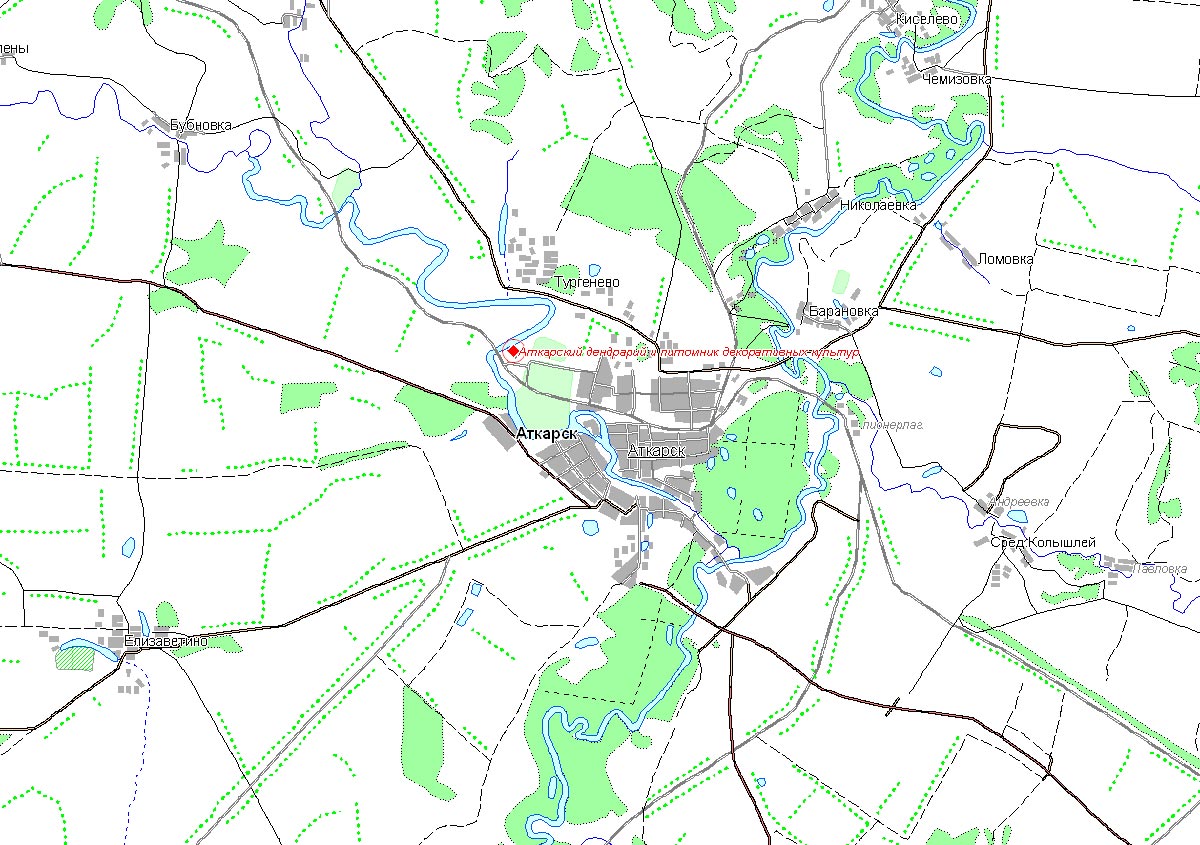 Киселево
Чемизовка
Бубновка
Николаевка
Ломовка
Тургенево
Барановка
Аткарский дендрарий и питомник декоративных культур
пионерлаг.
Аткарск
Аткарск
Андреевка
Сред.Колышлей
Павловка
Елизаветино